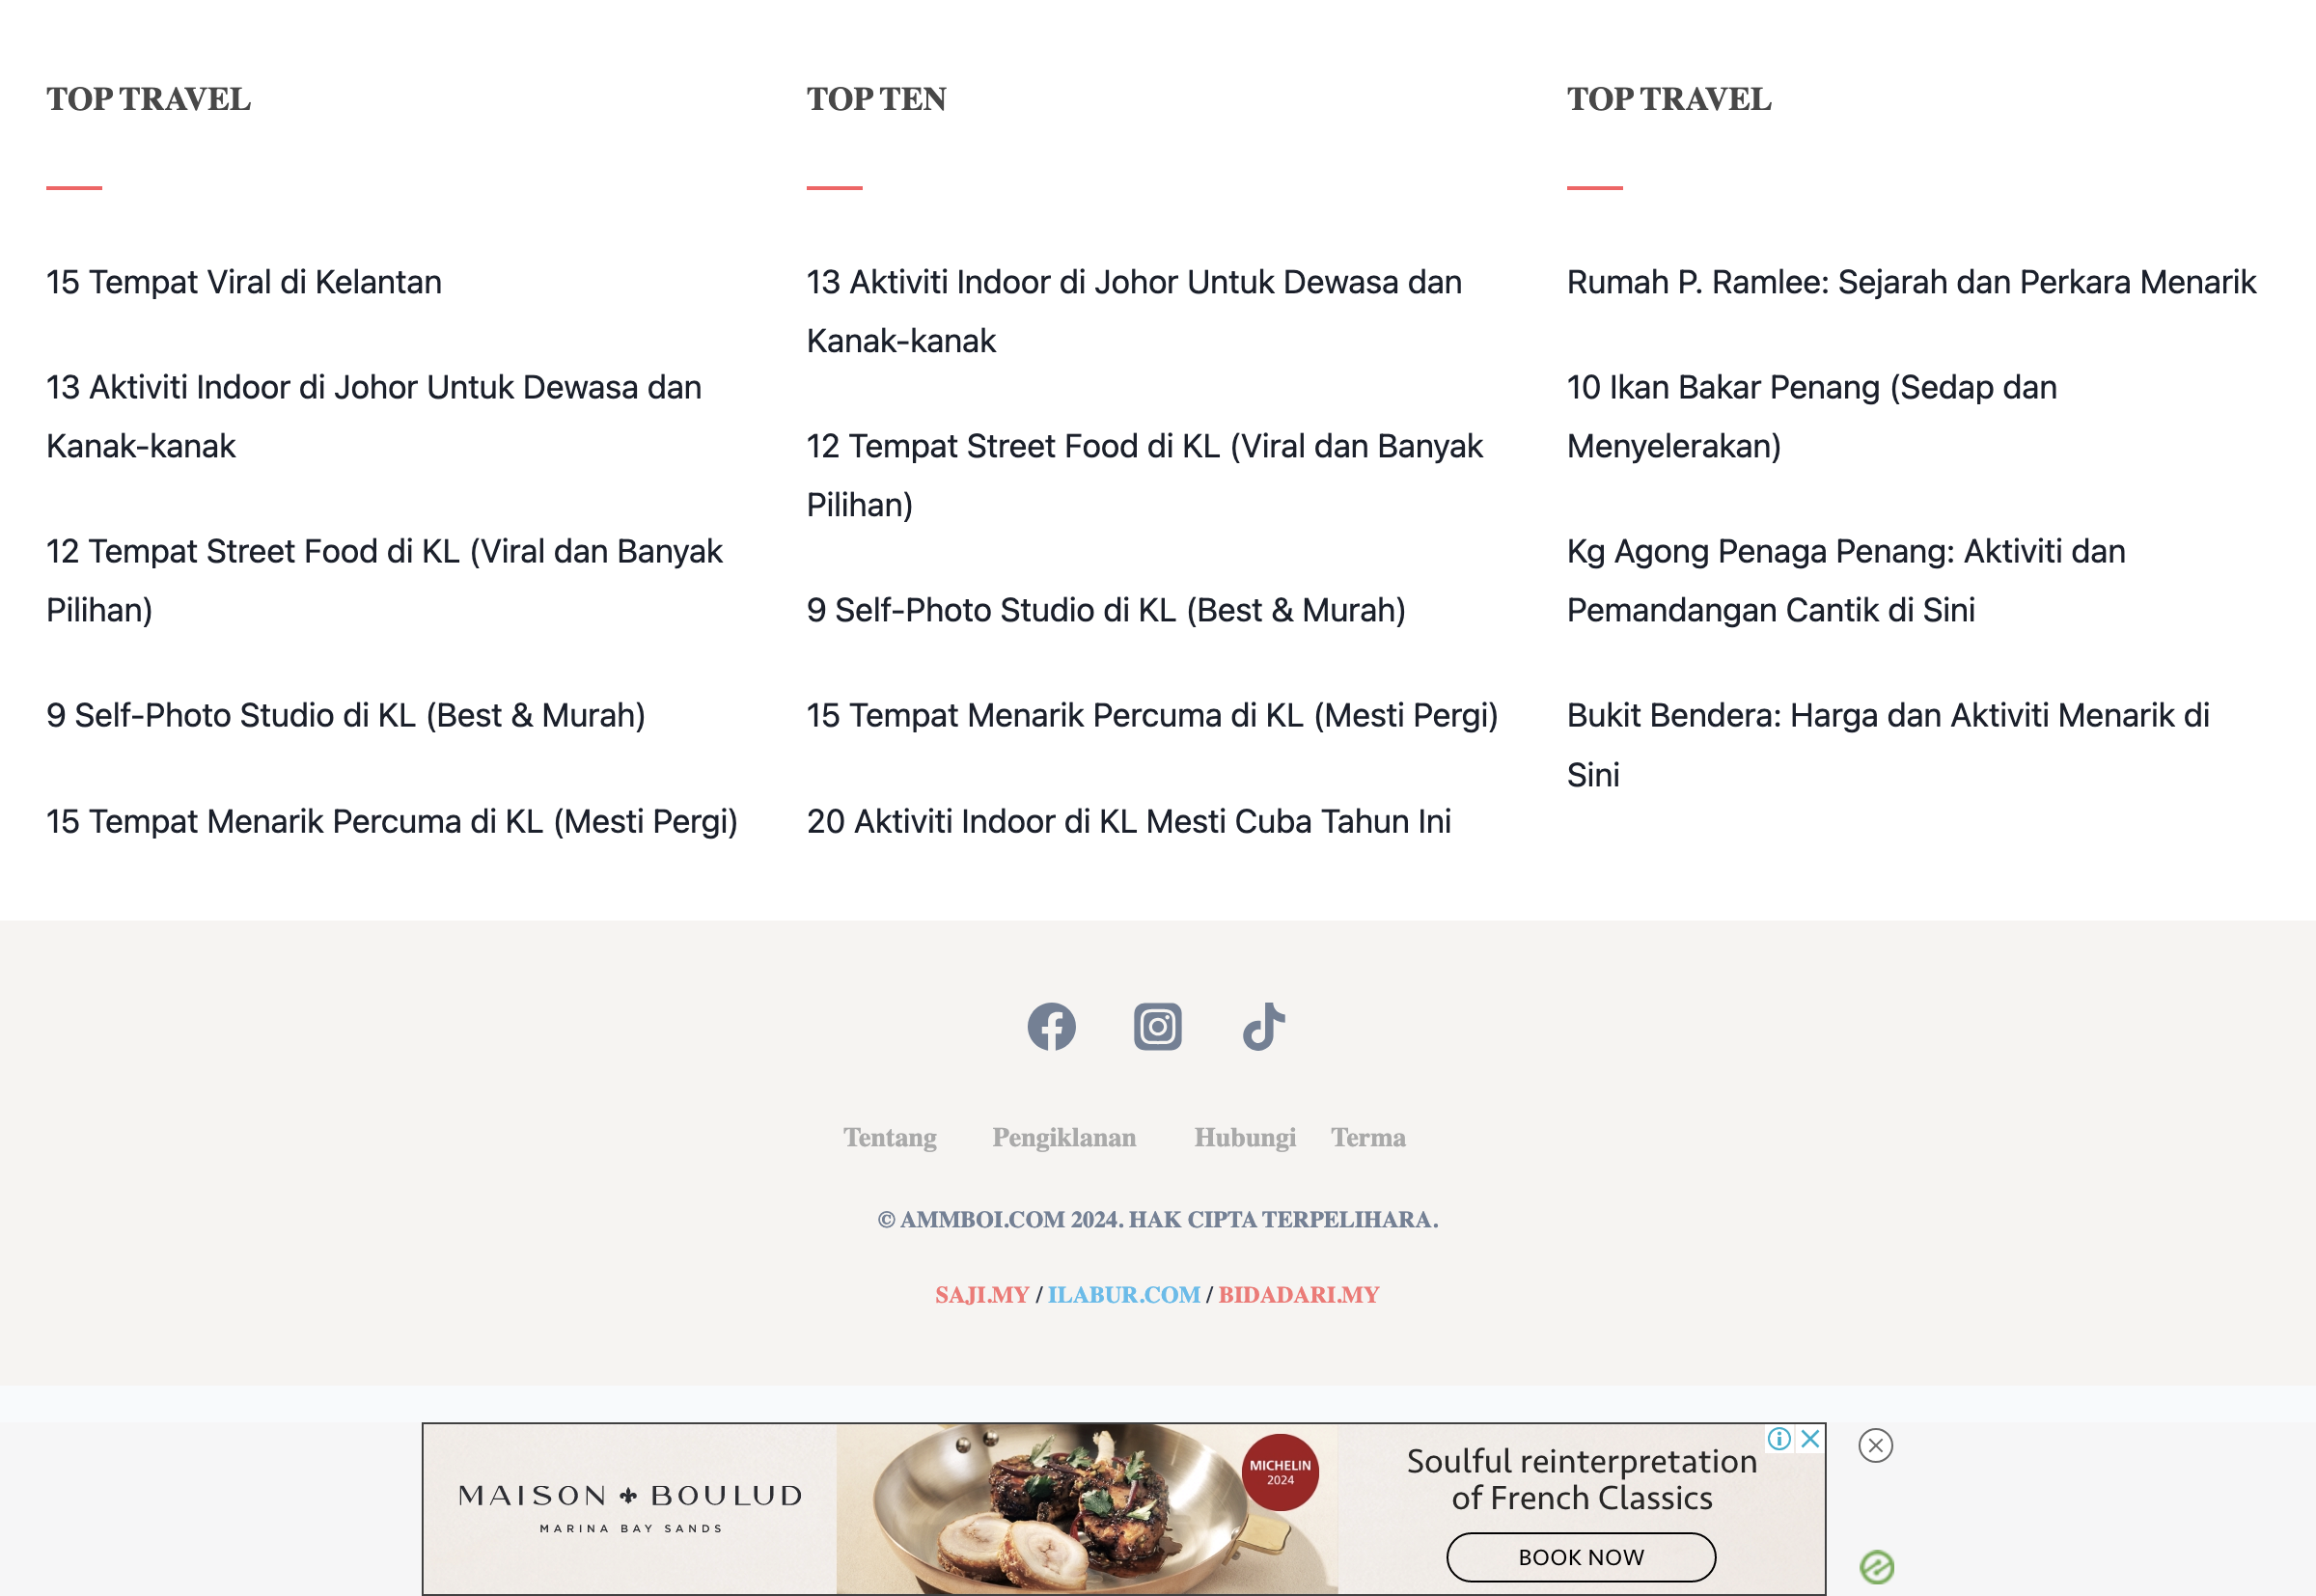 TOP TRAVEL
15 Tempat Viral di Kelantan
13 Aktiviti Indoor di Johor Untuk Dewasa dan
Kanak-kanak
12 Tempat Street Food di KL (Viral dan Banyak
Pilihan)
9 Self-Photo Studio di KL (Best & Murah)
15 Tempat Menarik Percuma di KL (Mesti Pergi)
TOP TEN
13 Aktiviti Indoor di Johor Untuk Dewasa dan
Kanak-kanak
12 Tempat Street Food di KL (Viral dan Banyak
Pilihan)
9 Self-Photo Studio di KL (Best & Murah)
15 Tempat Menarik Percuma di KL (Mesti Pergi)
20 Aktiviti Indoor di KL Mesti Cuba Tahun Ini
TOP TRAVEL
Rumah P. Ramlee: Sejarah dan Perkara Menarik
10 Ikan Bakar Penang (Sedap dan
Menyelerakan)
Kg Agong Penaga Penang: Aktiviti dan
Pemandangan Cantik di Sini
Bukit Bendera: Harga dan Aktiviti Menarik di
Sini
Tentang Pengiklanan Hubungi Terma
© AMMBOI.COM 2024. HAK CIPTA TERPELIHARA.
SAJI.MY / ILABUR.COM / BIDADARI.MY
MAISON BOULUD
MARINA BAY SANDS
MICHELIN
2024
Soulful reinterpretation
of French Classics
BOOK NOW